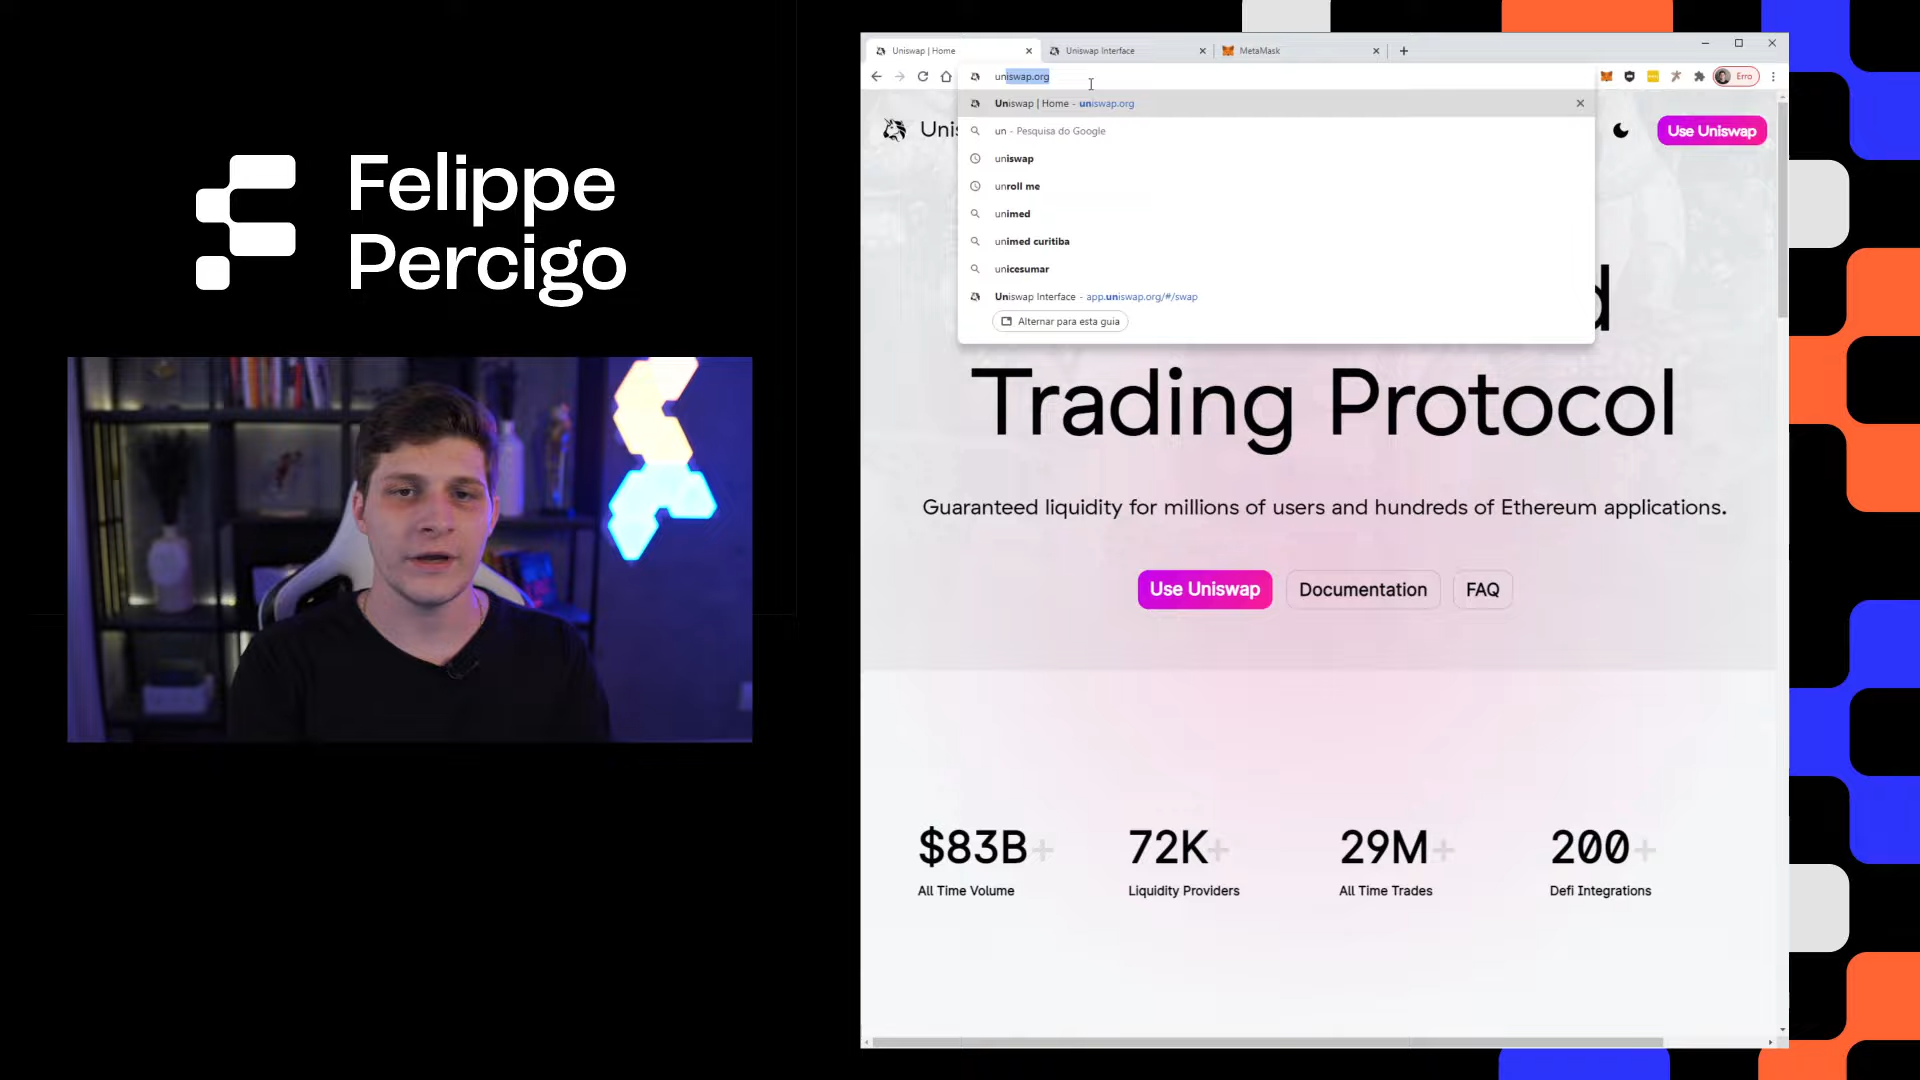 Felippe
Percigo
Uniswap | Home
Uniswap Interface
MetaMask
uniswap.org
Erro
Uniswap | Home - uniswap.org
un - Pesquisa do Google
uniswap
unroll me
unimed
unimed curitiba
unicesumar
Uniswap Interface - app.uniswap.org/#/swap
Alternar para esta guia
Uni
Use Uniswap
d
Trading Protocol
Guaranteed liquidity for millions of users and hundreds of Ethereum applications.
Use Uniswap
Documentation
FAQ
$83B+
72K+
29M+
200+
All Time Volume
Liquidity Providers
All Time Trades
Defi Integrations